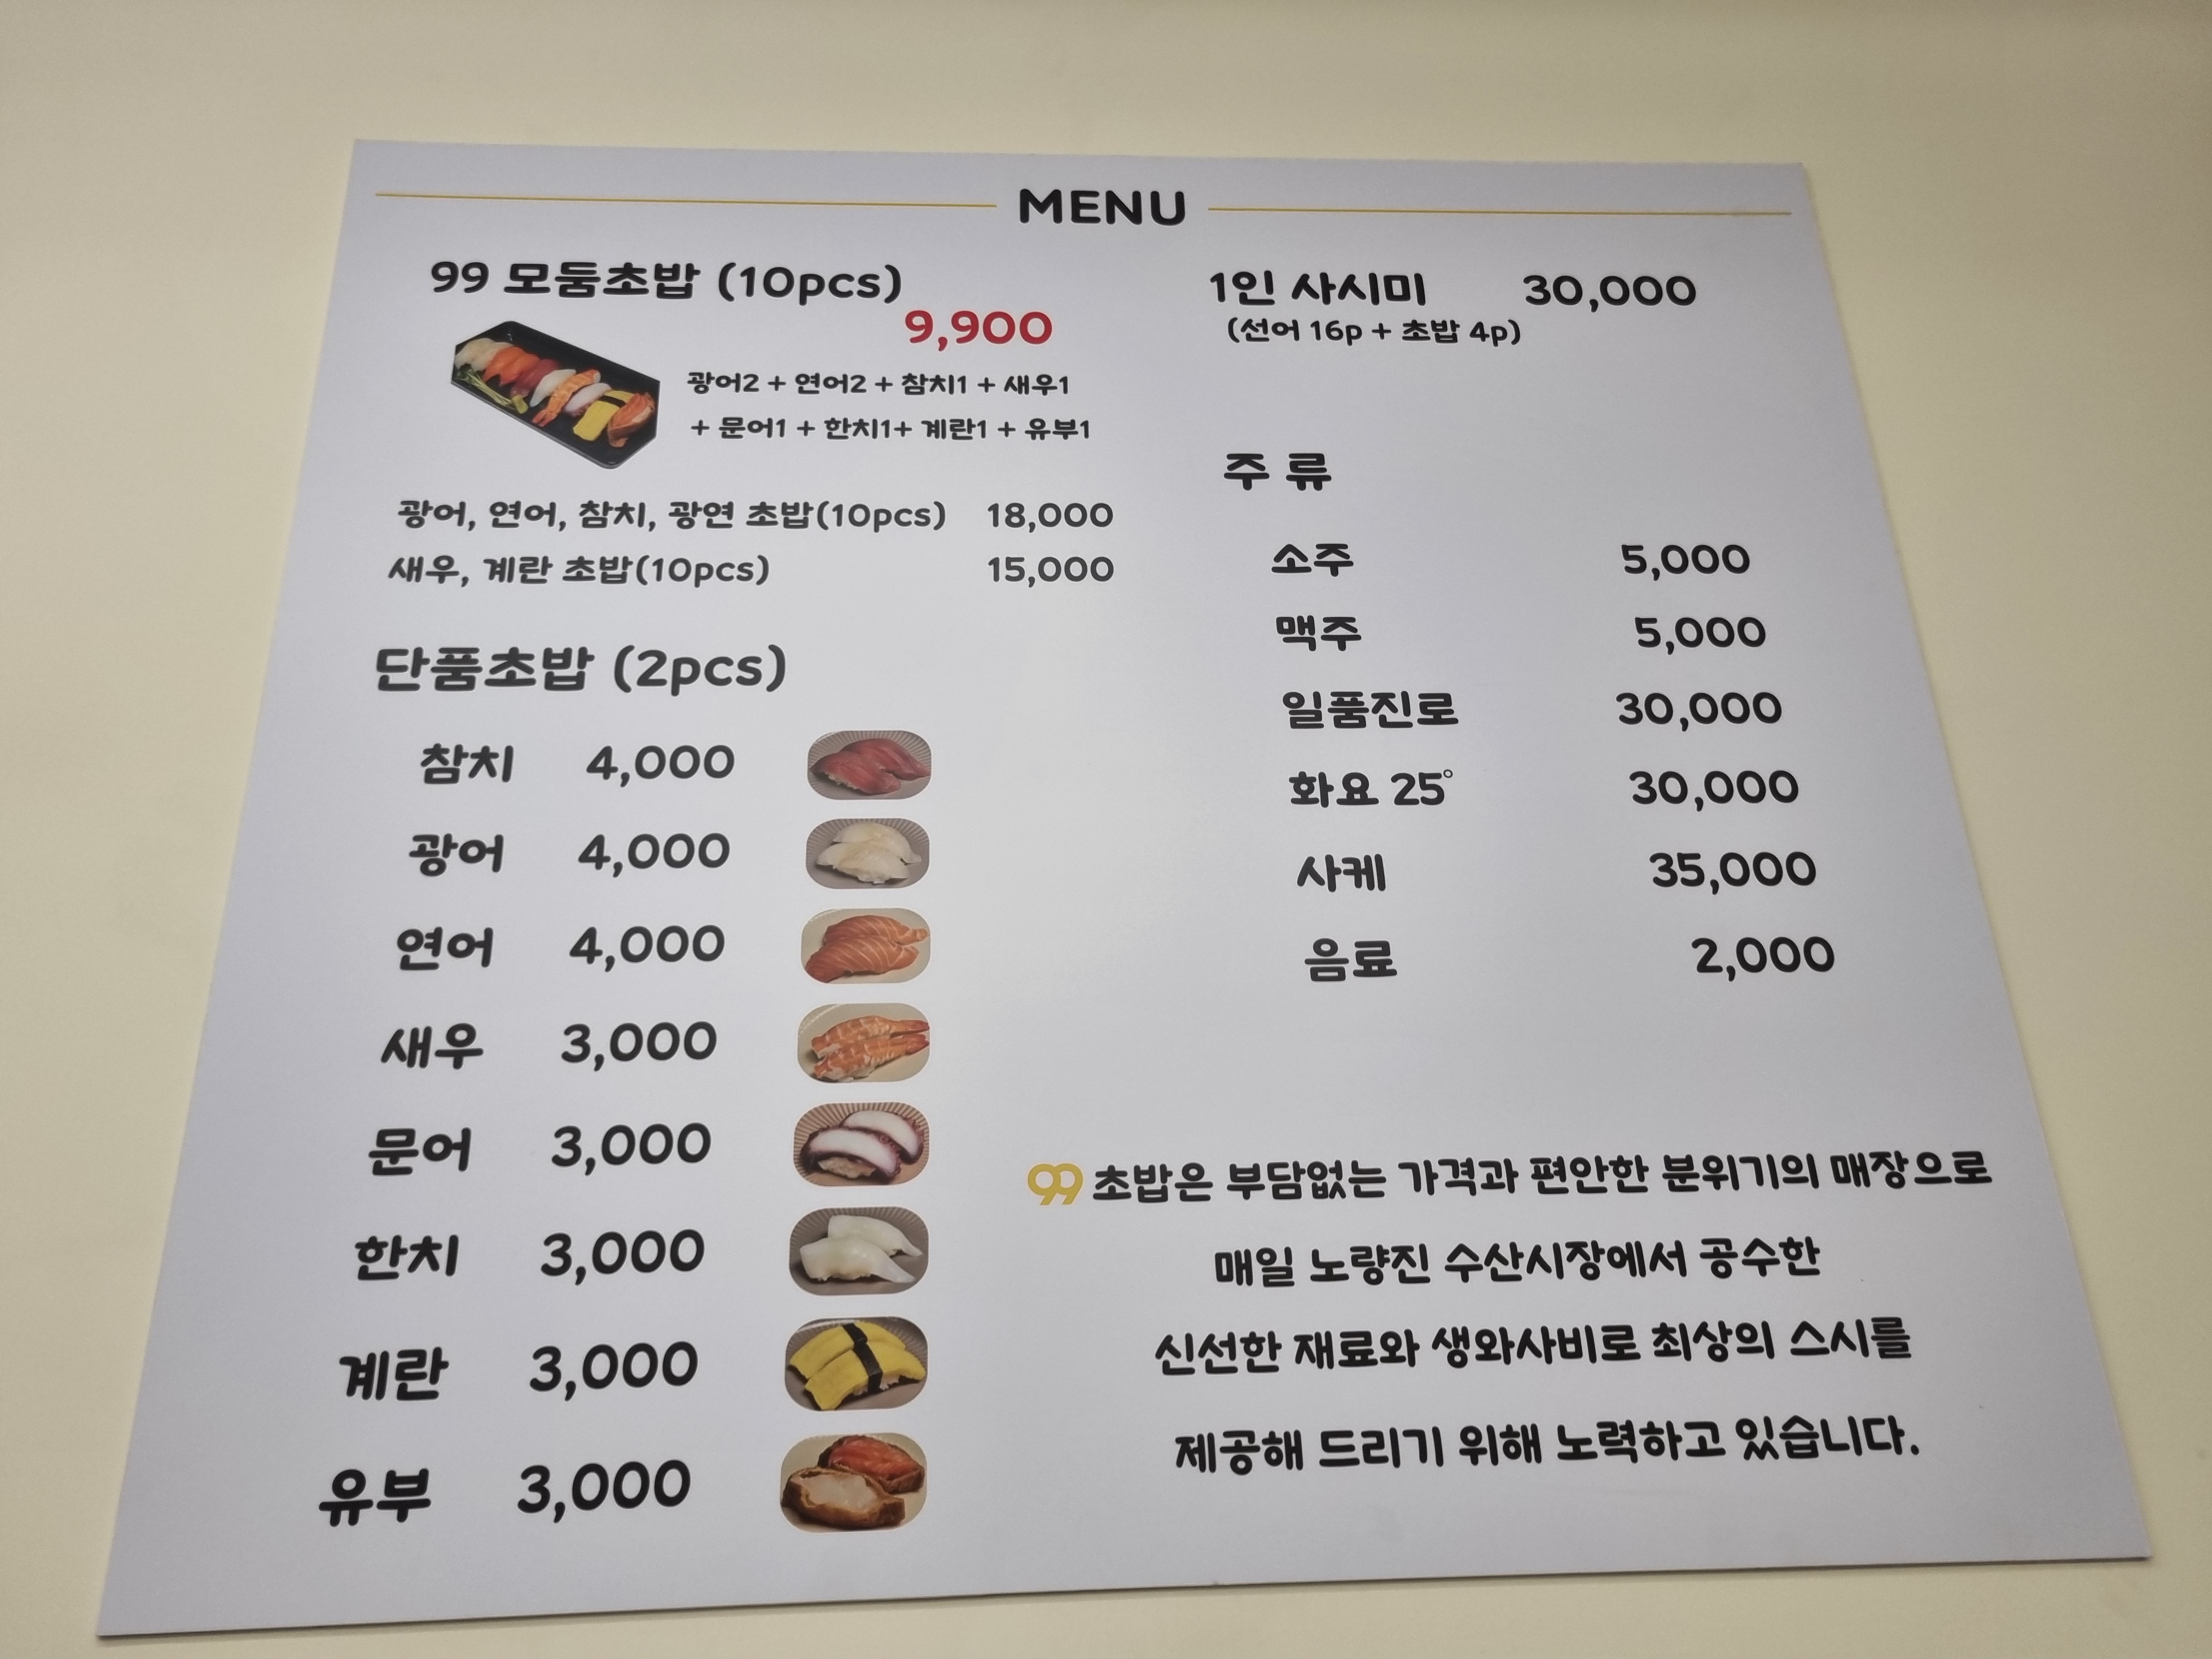 MENU
99 모둠초밥 (10pcs)
9,900
광어2 + 연어2 + 참치1 + 새우1
+ 문어1 + 한치1+ 계란1 + 유부1
광어, 연어, 참치, 광연 초밥(10pcs) 18,000
새우, 계란 초밥(10pcs) 15,000
단품초밥 (2pcs)
참치 4,000
광어 4,000
연어 4,000
새우 3,000
문어 3,000
한치 3,000
계란 3,000
유부 3,000
1인 사시미 30,000
(선어 16p + 초밥 4p)
주 류
소주 5,000
맥주 5,000
일품진로 30,000
화요 25° 30,000
사케 35,000
음료 2,000
99 초밥은 부담없는 가격과 편안한 분위기의 매장으로
매일 노량진 수산시장에서 공수한
신선한 재료와 생와사비로 최상의 스시를
제공해 드리기 위해 노력하고 있습니다.